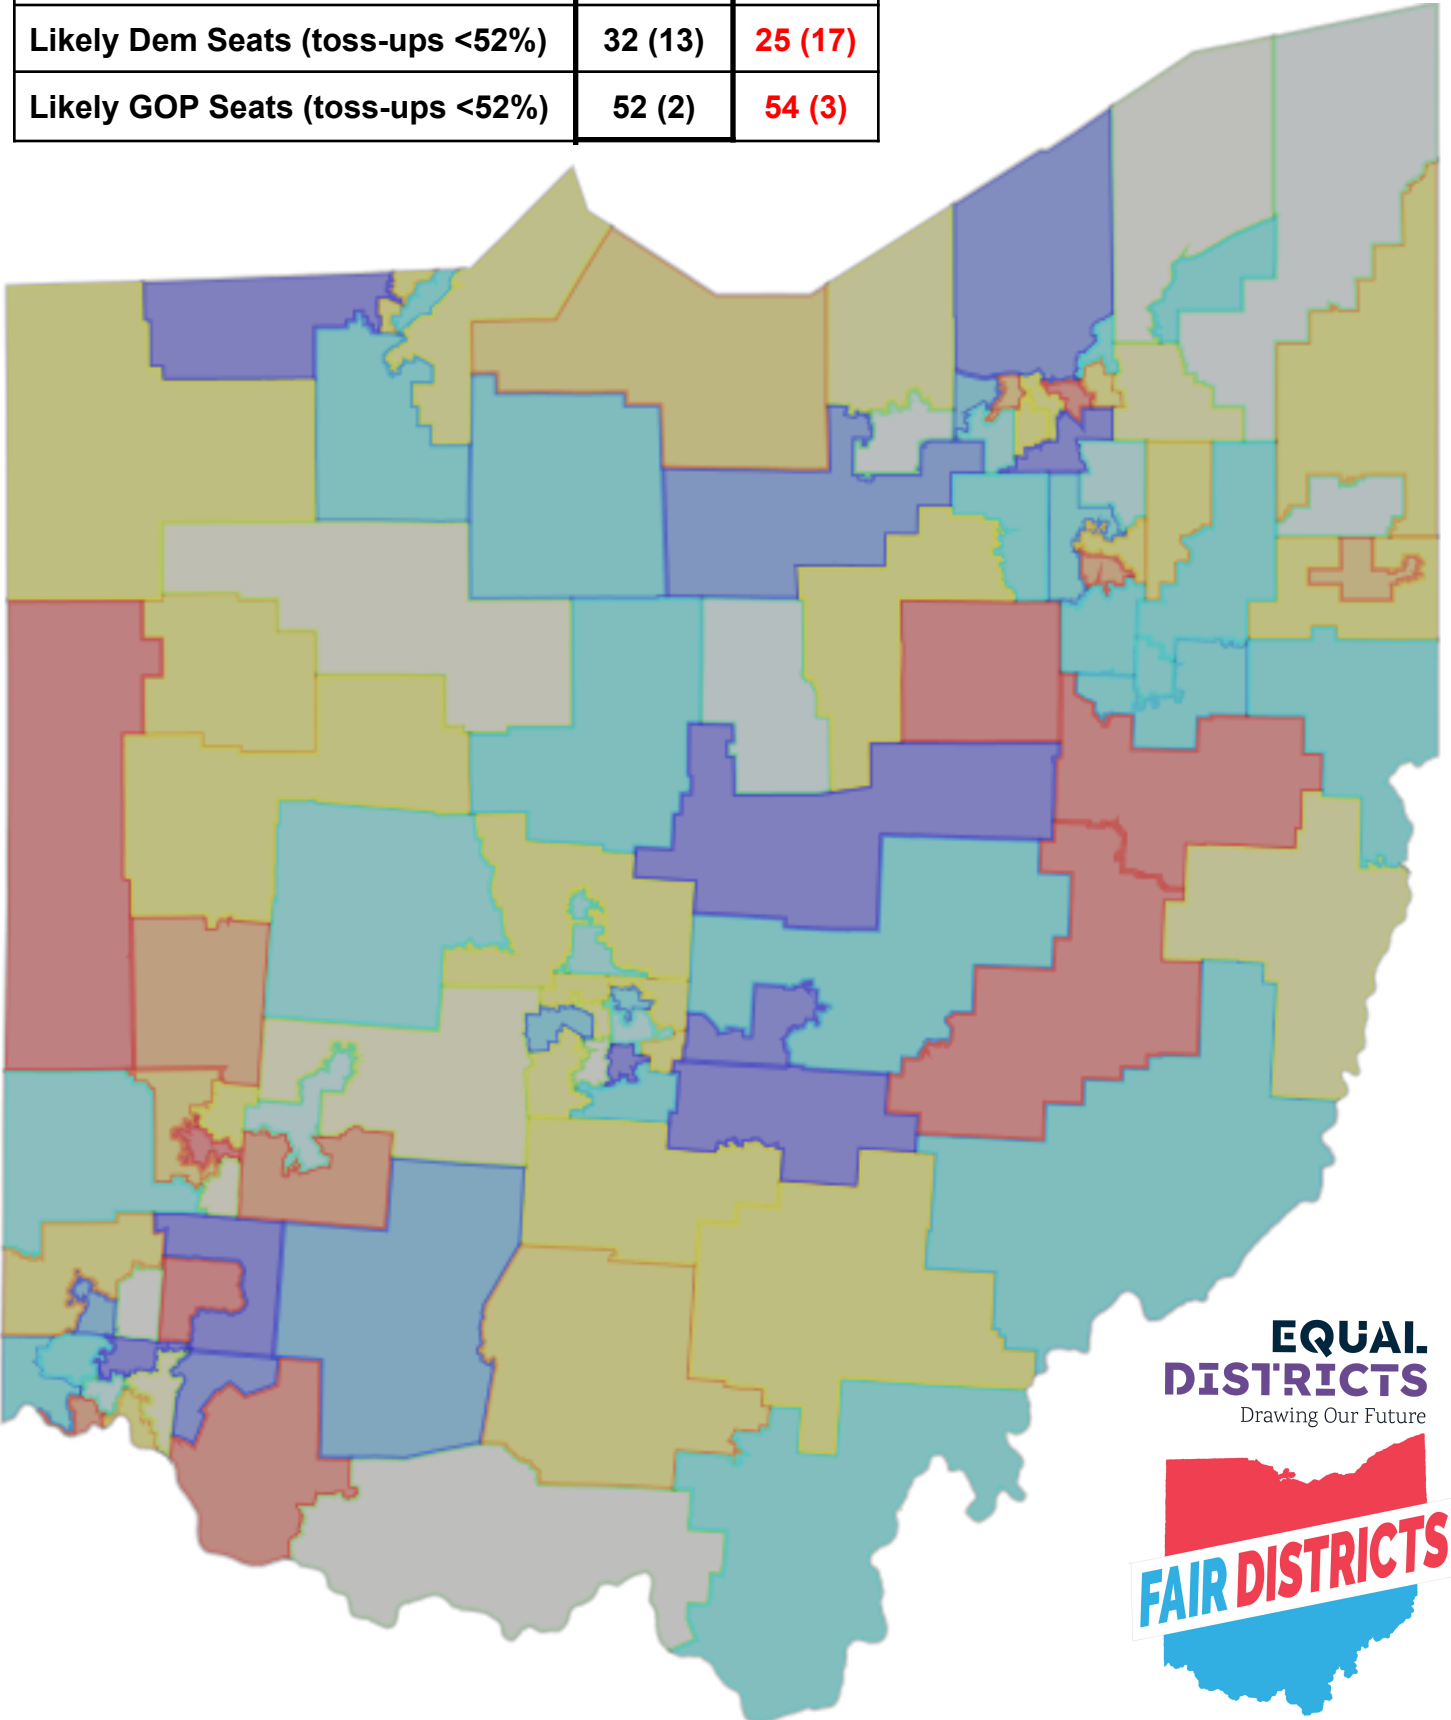 Likely Dem Seats (toss-ups <52%) 32 (13) 25 (17)
Likely GOP Seats (toss-ups <52%) 52 (2) 54 (3)
EQUAL
DISTRICTS
Drawing Our Future
FAIR DISTRICTS